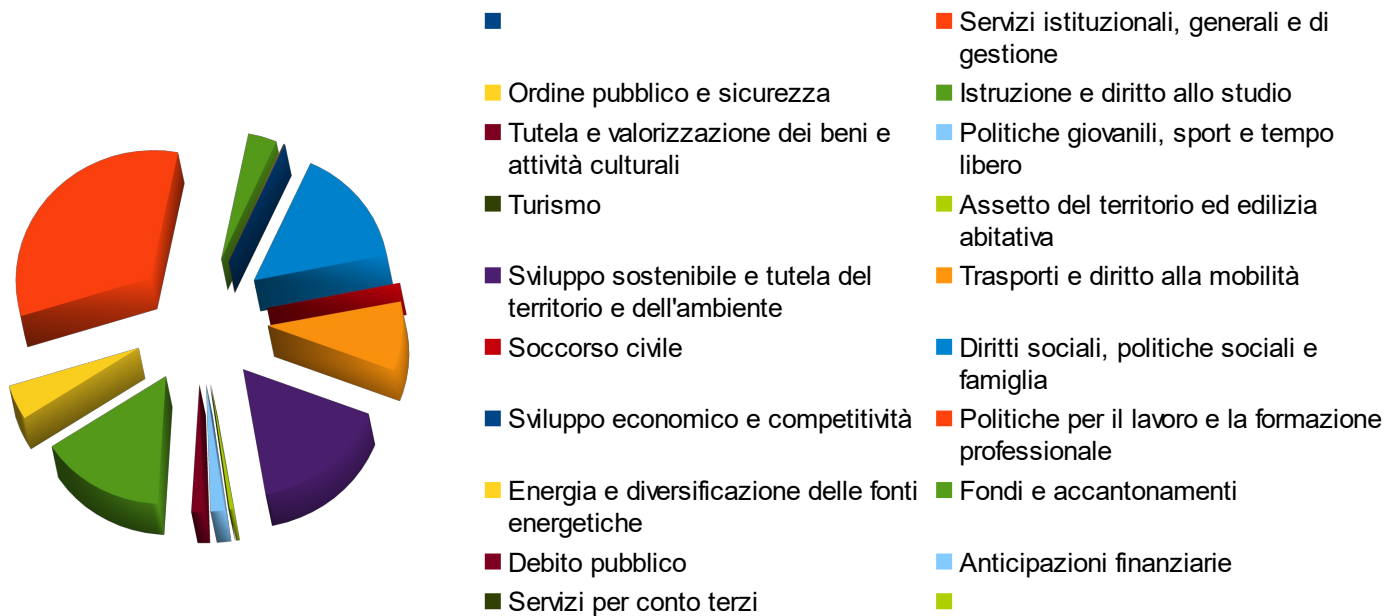 Servizi istituzionali, generali e di
gestione
Ordine pubblico e sicurezza
Istruzione e diritto allo studio
Tutela e valorizzazione dei beni e
attività culturali
Politiche giovanili, sport e tempo
libero
Turismo
Assetto del territorio ed edilizia
abitativa
Sviluppo sostenibile e tutela del
territorio e dell'ambiente
Trasporti e diritto alla mobilità
Soccorso civile
Diritti sociali, politiche sociali e
famiglia
Sviluppo economico e competitività
Politiche per il lavoro e la formazione
professionale
Energia e diversificazione delle fonti
energetiche
Fondi e accantonamenti
Debito pubblico
Anticipazioni finanziarie
Servizi per conto terzi